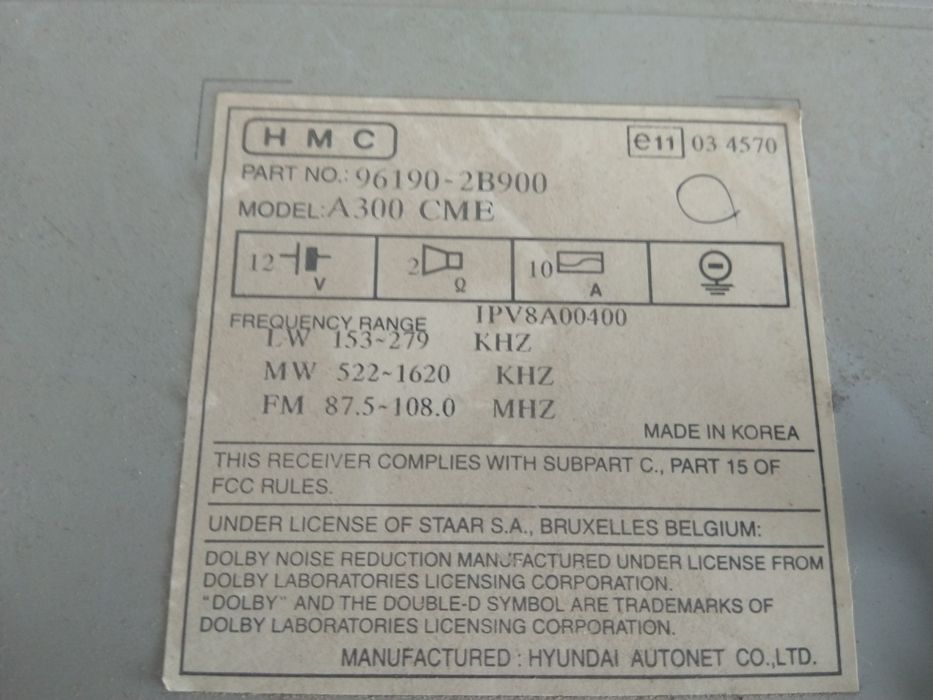 HMC
e11 03 4570
PART NO.: 96190-2B900
MODEL: A300 CME
12 V 2 Ω 10 A
FREQUENCY RANGE 1PV8A00400
LW 153~279 KHZ
MW 522~1620 KHZ
FM 87.5~108.0 MHZ
MADE IN KOREA
THIS RECEIVER COMPLIES WITH SUBPART C., PART 15 OF
FCC RULES.
UNDER LICENSE OF STAAR S.A., BRUXELLES BELGIUM:
DOLBY NOISE REDUCTION MANUFACTURED UNDER LICENSE FROM
DOLBY LABORATORIES LICENSING CORPORATION.
"DOLBY" AND THE DOUBLE-D SYMBOL ARE TRADEMARKS OF
DOLBY LABORATORIES LICENSING CORPORATION.
MANUFACTURED : HYUNDAI AUTONET CO.,LTD.